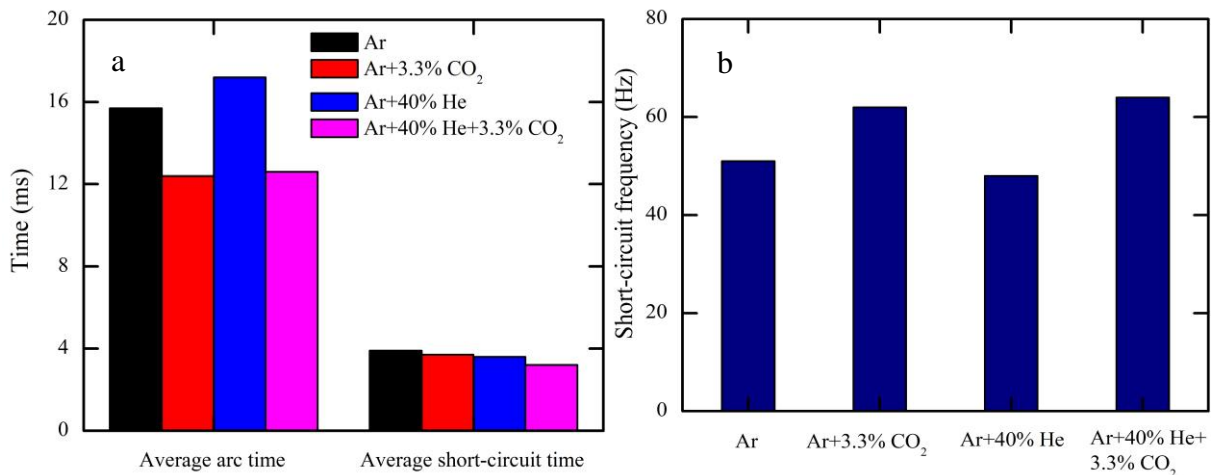 a
Time (ms)
20
16
12
8
4
0
Ar
Ar+3.3% CO₂
Ar+40% He
Ar+40% He+3.3% CO₂
Average arc time
Average short-circuit time
b
Short-circuit frequency (Hz)
80
60
40
20
0
Ar
Ar+3.3% CO₂
Ar+40% He
Ar+40% He+
3.3% CO₂